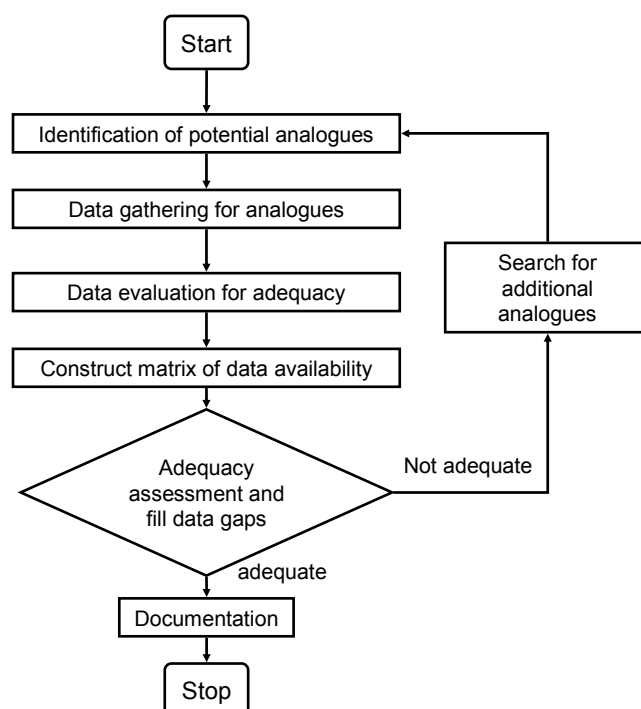 Start
Identification of potential analogues
Data gathering for analogues
Data evaluation for adequacy
Construct matrix of data availability
Adequacy
assessment and
fill data gaps
Not adequate
Search for
additional
analogues
adequate
Documentation
Stop